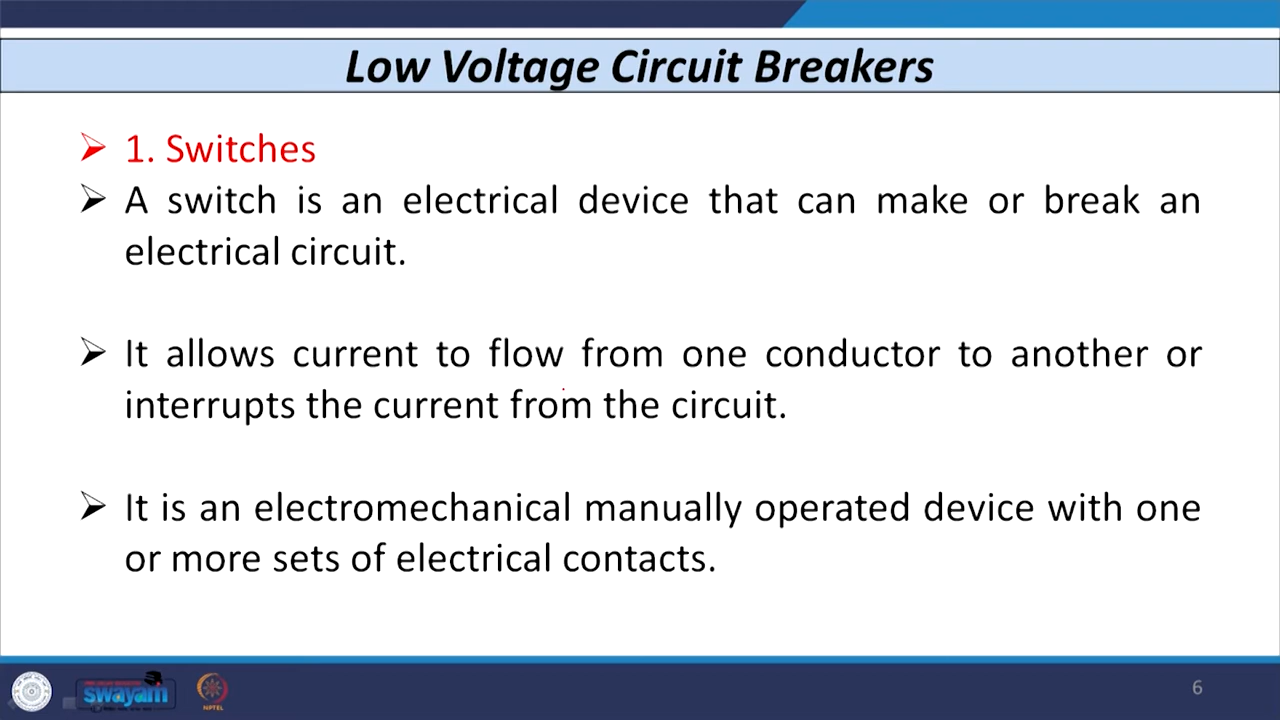 Low Voltage Circuit Breakers
1. Switches
A switch is an electrical device that can make or break an
electrical circuit.
It allows current to flow from one conductor to another or
interrupts the current from the circuit.
It is an electromechanical manually operated device with one
or more sets of electrical contacts.
swayam
NPTEL
6